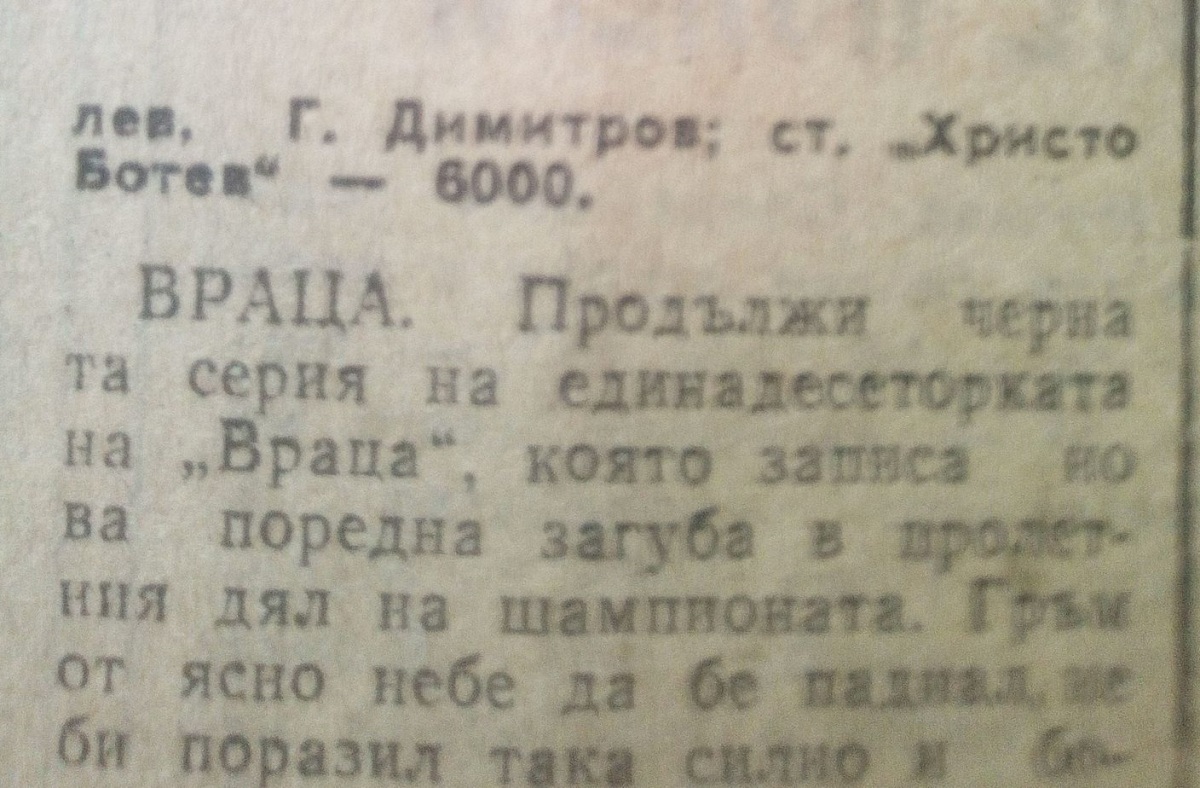 лев, Г. Димитров; ст. „Христо
Ботев“ — 6000.
ВРАЦА. Продължи черна
та серия на единадесеторката
на „Враца“, която записа но
ва поредна загуба в пролет-
ния дял на шампионата. Гръм
от ясно небе да бе паднал, не
би поразил така силно и бо-